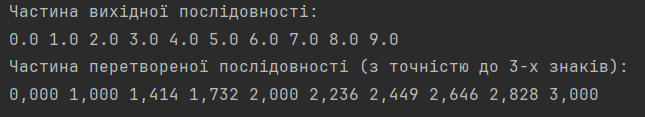 Частина вихідної послідовності:
0.0 1.0 2.0 3.0 4.0 5.0 6.0 7.0 8.0 9.0
Частина перетвореної послідовності (з точністю до 3-х знаків):
0,000 1,000 1,414 1,732 2,000 2,236 2,449 2,646 2,828 3,000